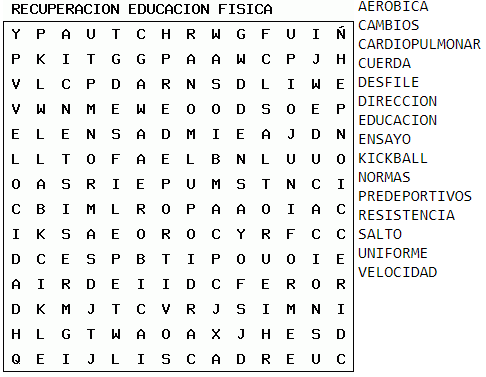 RECUPERACION EDUCACION FISICA
Y P A U T C H R W G F U I Ñ
P K I T G G P A A W C P J H
V L C P D A R N S D L I W E
V W N M E W E O O D S O E P
E L E N S A D M I E A J D N
L L T O F A E L B N L U U O
O A S R I E P U M S T N C I
C B I M L R O P A A O I A C
I K S A E O R O C Y R F C C
D C E S P B T I P O U O I E
A I R D E I I D C F E R O R
D K M J T C V R J S I M N I
H L G T W A O A X J H E S D
Q E I J L I S C A D R E U C
AEROBICA
CAMBIOS
CARDIOPULMONAR
CUERDA
DESFILE
DIRECCION
EDUCACION
ENSAYO
KICKBALL
NORMAS
PREDEPORTIVOS
RESISTENCIA
SALTO
UNIFORME
VELOCIDAD